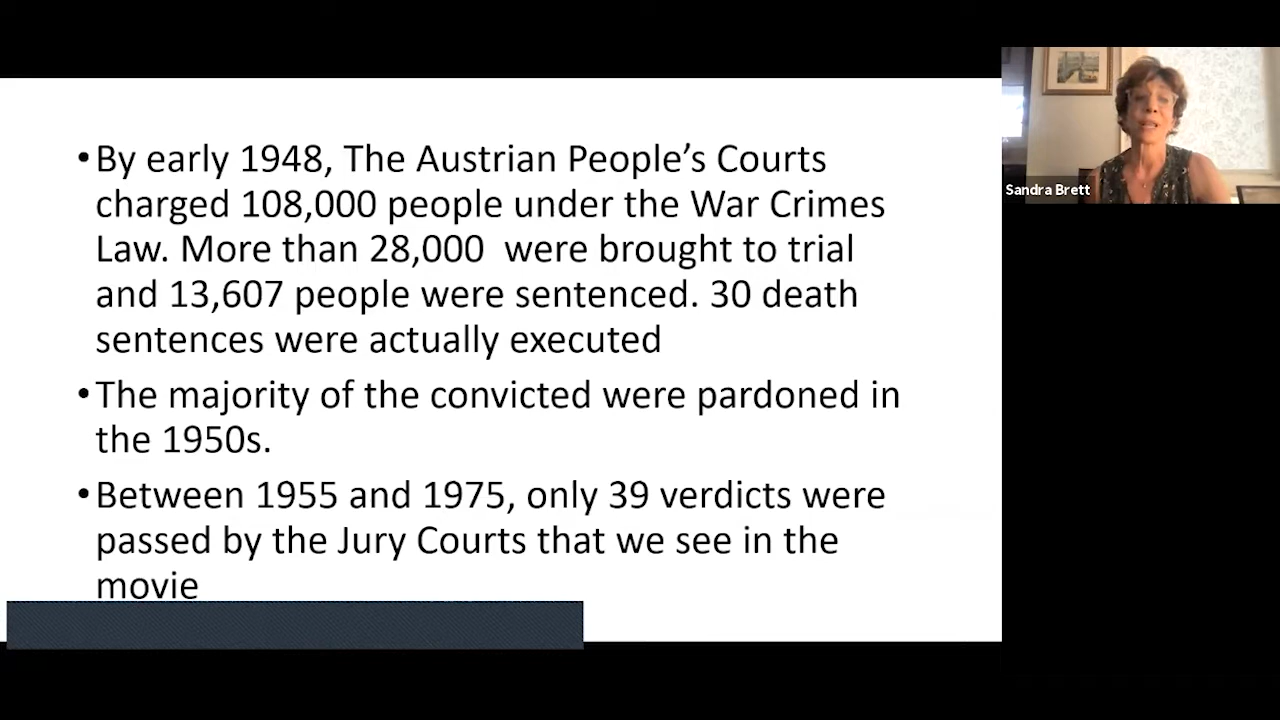 •By early 1948, The Austrian People’s Courts
charged 108,000 people under the War Crimes
Law. More than 28,000  were brought to trial
and 13,607 people were sentenced. 30 death
sentences were actually executed
•The majority of the convicted were pardoned in
the 1950s.
•Between 1955 and 1975, only 39 verdicts were
passed by the Jury Courts that we see in the
movie
Sandra Brett